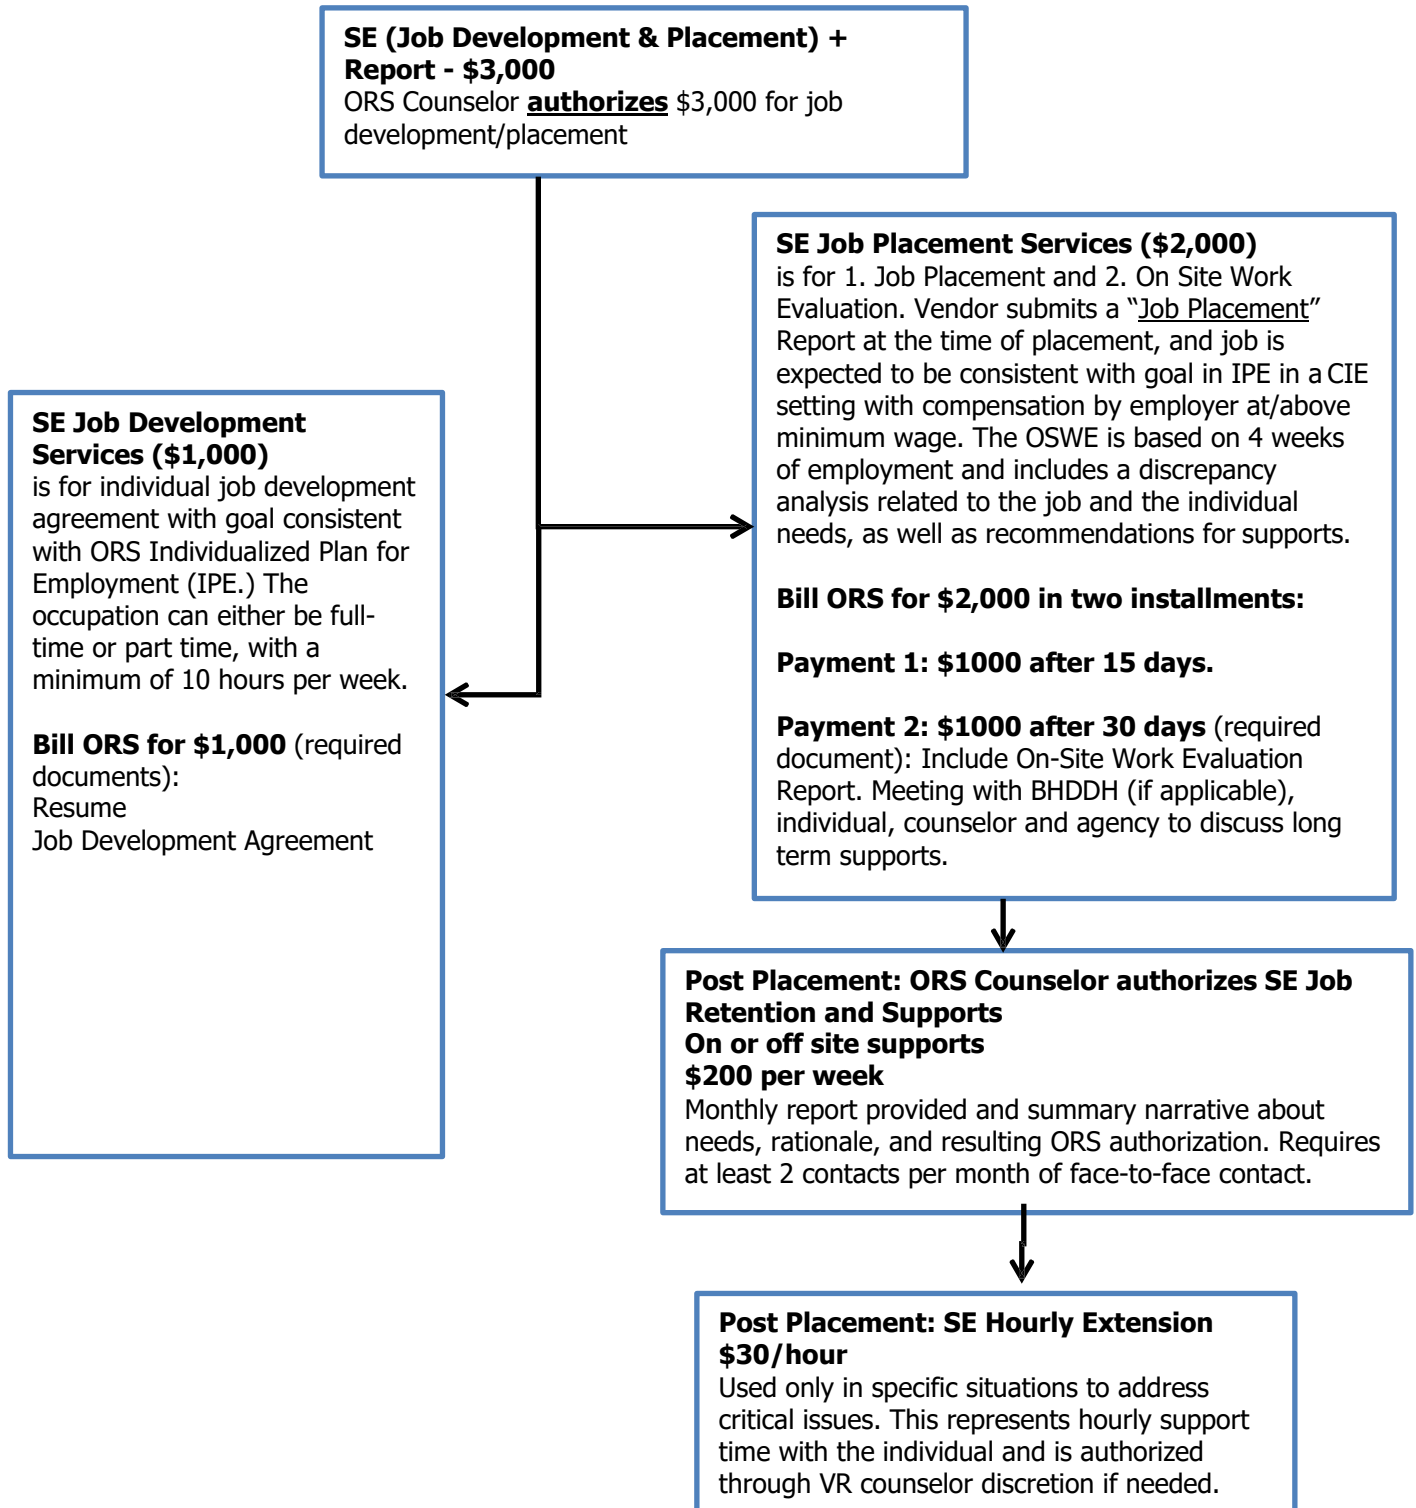 SE (Job Development & Placement) +
Report - $3,000
ORS Counselor authorizes $3,000 for job
development/placement
SE Job Development
Services ($1,000)
is for individual job development
agreement with goal consistent
with ORS Individualized Plan for
Employment (IPE.) The
occupation can either be full-
time or part time, with a
minimum of 10 hours per week.
Bill ORS for $1,000 (required
documents):
Resume
Job Development Agreement
SE Job Placement Services ($2,000)
is for 1. Job Placement and 2. On Site Work
Evaluation. Vendor submits a “Job Placement”
Report at the time of placement, and job is
expected to be consistent with goal in IPE in a CIE
setting with compensation by employer at/above
minimum wage. The OSWE is based on 4 weeks
of employment and includes a discrepancy
analysis related to the job and the individual
needs, as well as recommendations for supports.
Bill ORS for $2,000 in two installments:
Payment 1: $1000 after 15 days.
Payment 2: $1000 after 30 days (required
document): Include On-Site Work Evaluation
Report. Meeting with BHDDH (if applicable),
individual, counselor and agency to discuss long
term supports.
Post Placement: ORS Counselor authorizes SE Job
Retention and Supports
On or off site supports
$200 per week
Monthly report provided and summary narrative about
needs, rationale, and resulting ORS authorization. Requires
at least 2 contacts per month of face-to-face contact.
Post Placement: SE Hourly Extension
$30/hour
Used only in specific situations to address
critical issues. This represents hourly support
time with the individual and is authorized
through VR counselor discretion if needed.